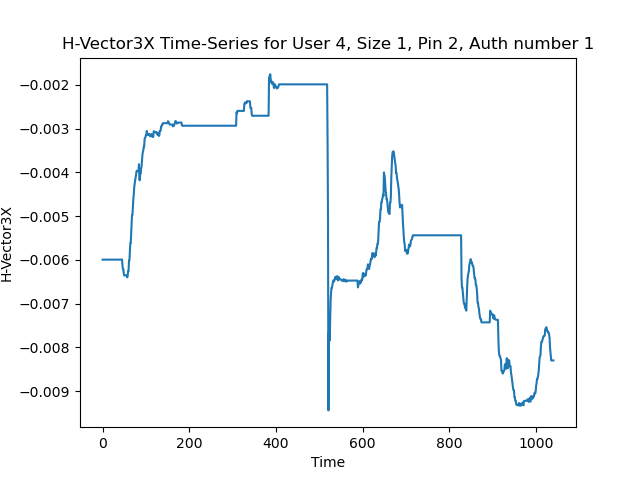 H-Vector3X Time-Series for User 4, Size 1, Pin 2, Auth number 1
−0.002
−0.003
−0.004
−0.005
−0.006
−0.007
−0.008
−0.009
H-Vector3X
0 200 400 600 800 1000
Time